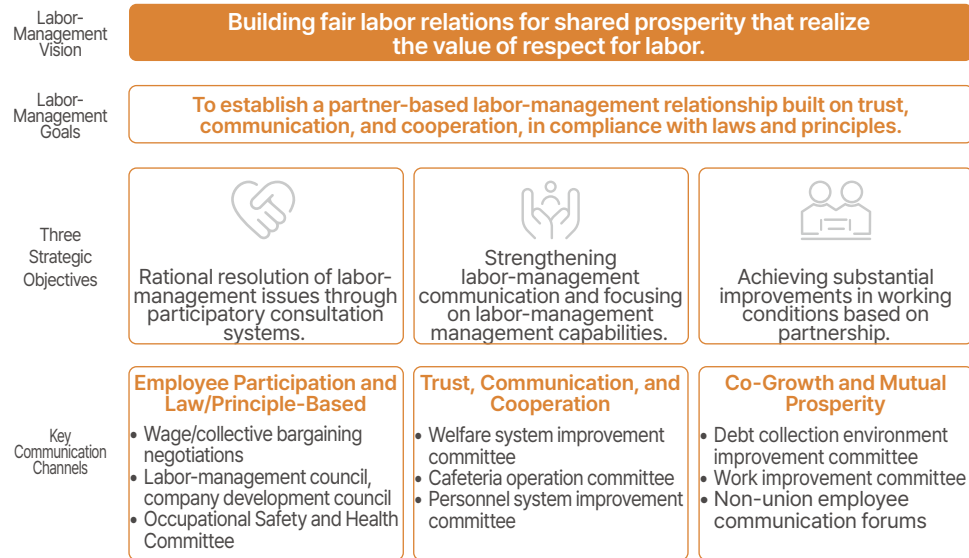 Labor-
Management
Vision
Building fair labor relations for shared prosperity that realize
the value of respect for labor.
Labor-
Management
Goals
To establish a partner-based labor-management relationship built on trust,
communication, and cooperation, in compliance with laws and principles.
Three
Strategic
Objectives
Rational resolution of labor-
management issues through
participatory consultation
systems.
Strengthening
labor-management
communication and focusing
on labor-management
management capabilities.
Achieving substantial
improvements in working
conditions based on
partnership.
Key
Communication
Channels
Employee Participation and
Law/Principle-Based
• Wage/collective bargaining
negotiations
• Labor-management council,
company development council
• Occupational Safety and Health
Committee
Trust, Communication, and
Cooperation
• Welfare system improvement
committee
• Cafeteria operation committee
• Personnel system improvement
committee
Co-Growth and Mutual
Prosperity
• Debt collection environment
improvement committee
• Work improvement committee
• Non-union employee
communication forums